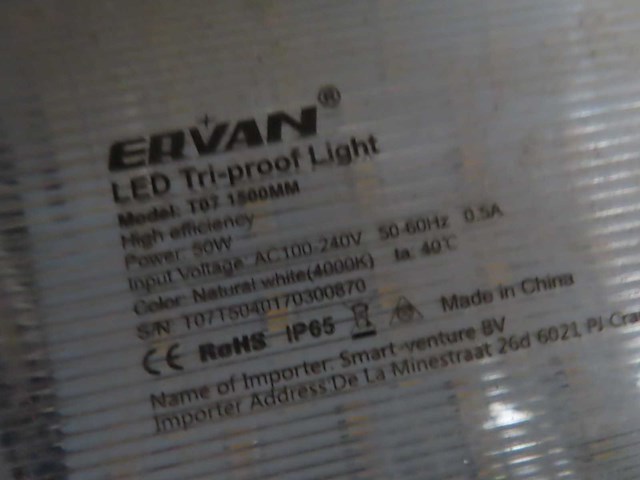 ERVAN®
LED Tri-proof Light
Model: T07 1500MM
High efficiency
Power: 50W
Input Voltage: AC100-240V 50-60Hz 0.5A
Color: Natural white(4000K) ta: 40℃
S/N: T07T5040170300870
CE RoHS IP65 Made in China
Name of Importer: Smart-venture BV
Importer Address:De La Minestraat 26d 6021 PJ